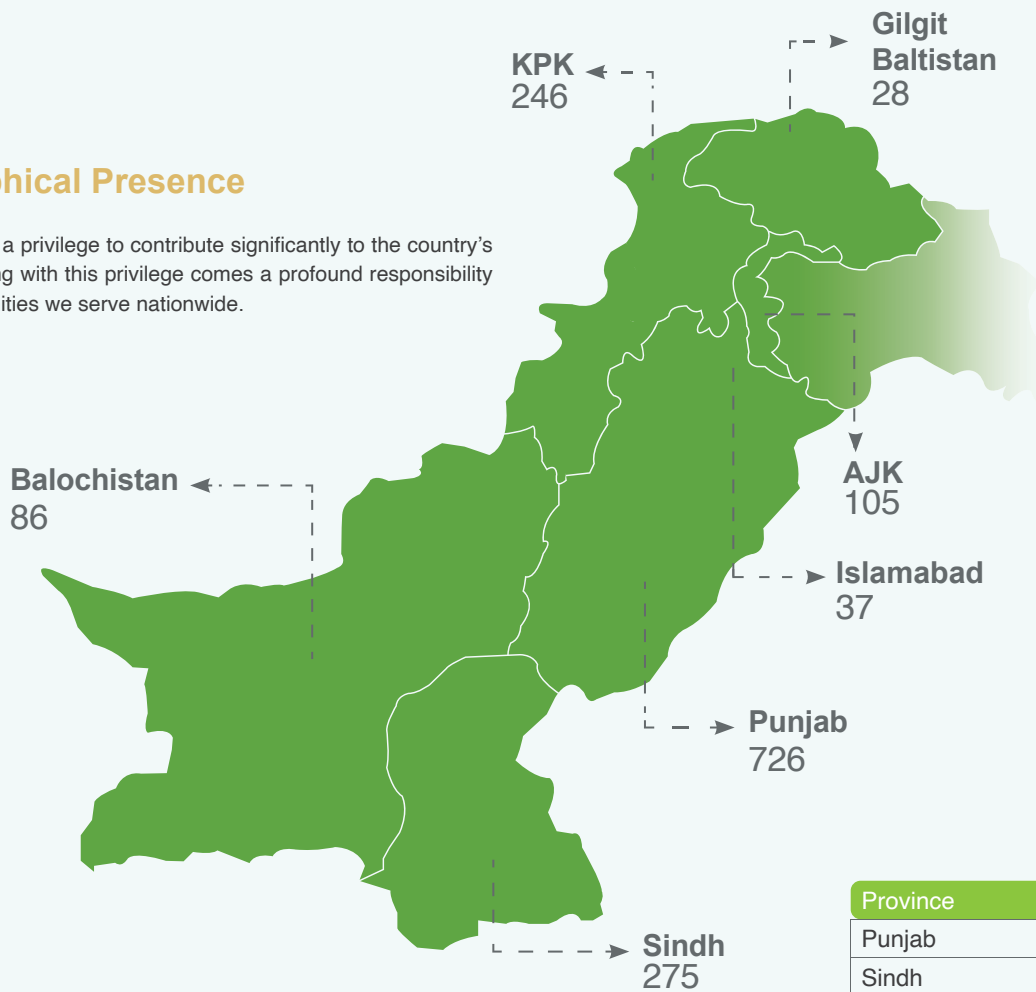 Gilgit
Baltistan
28
KPK
246
phical Presence
a privilege to contribute significantly to the country's
ng with this privilege comes a profound responsibility
ities we serve nationwide.
AJK
105
Balochistan
86
Islamabad
37
Punjab
726
Sindh
275
Province
Punjab
Sindh